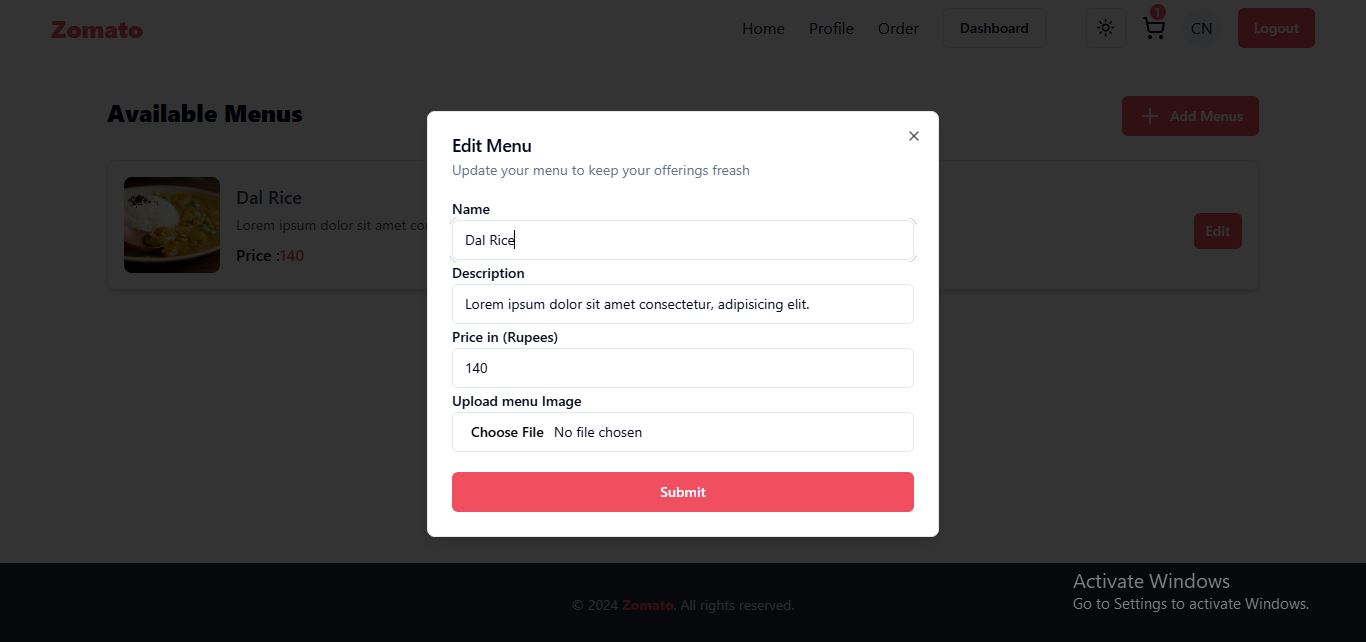 Zomato
Home Profile Order Dashboard 1 CN Logout
Available Menus
Add Menus
Dal Rice
Lorem ipsum dolor sit amet
Price :140
Edit
Edit Menu
Update your menu to keep your offerings freash
Name
Dal Rice
Description
Lorem ipsum dolor sit amet consectetur, adipisicing elit.
Price in (Rupees)
140
Upload menu Image
Choose File No file chosen
Submit
Activate Windows
Go to Settings to activate Windows.
© 2024 Zomato. All rights reserved.